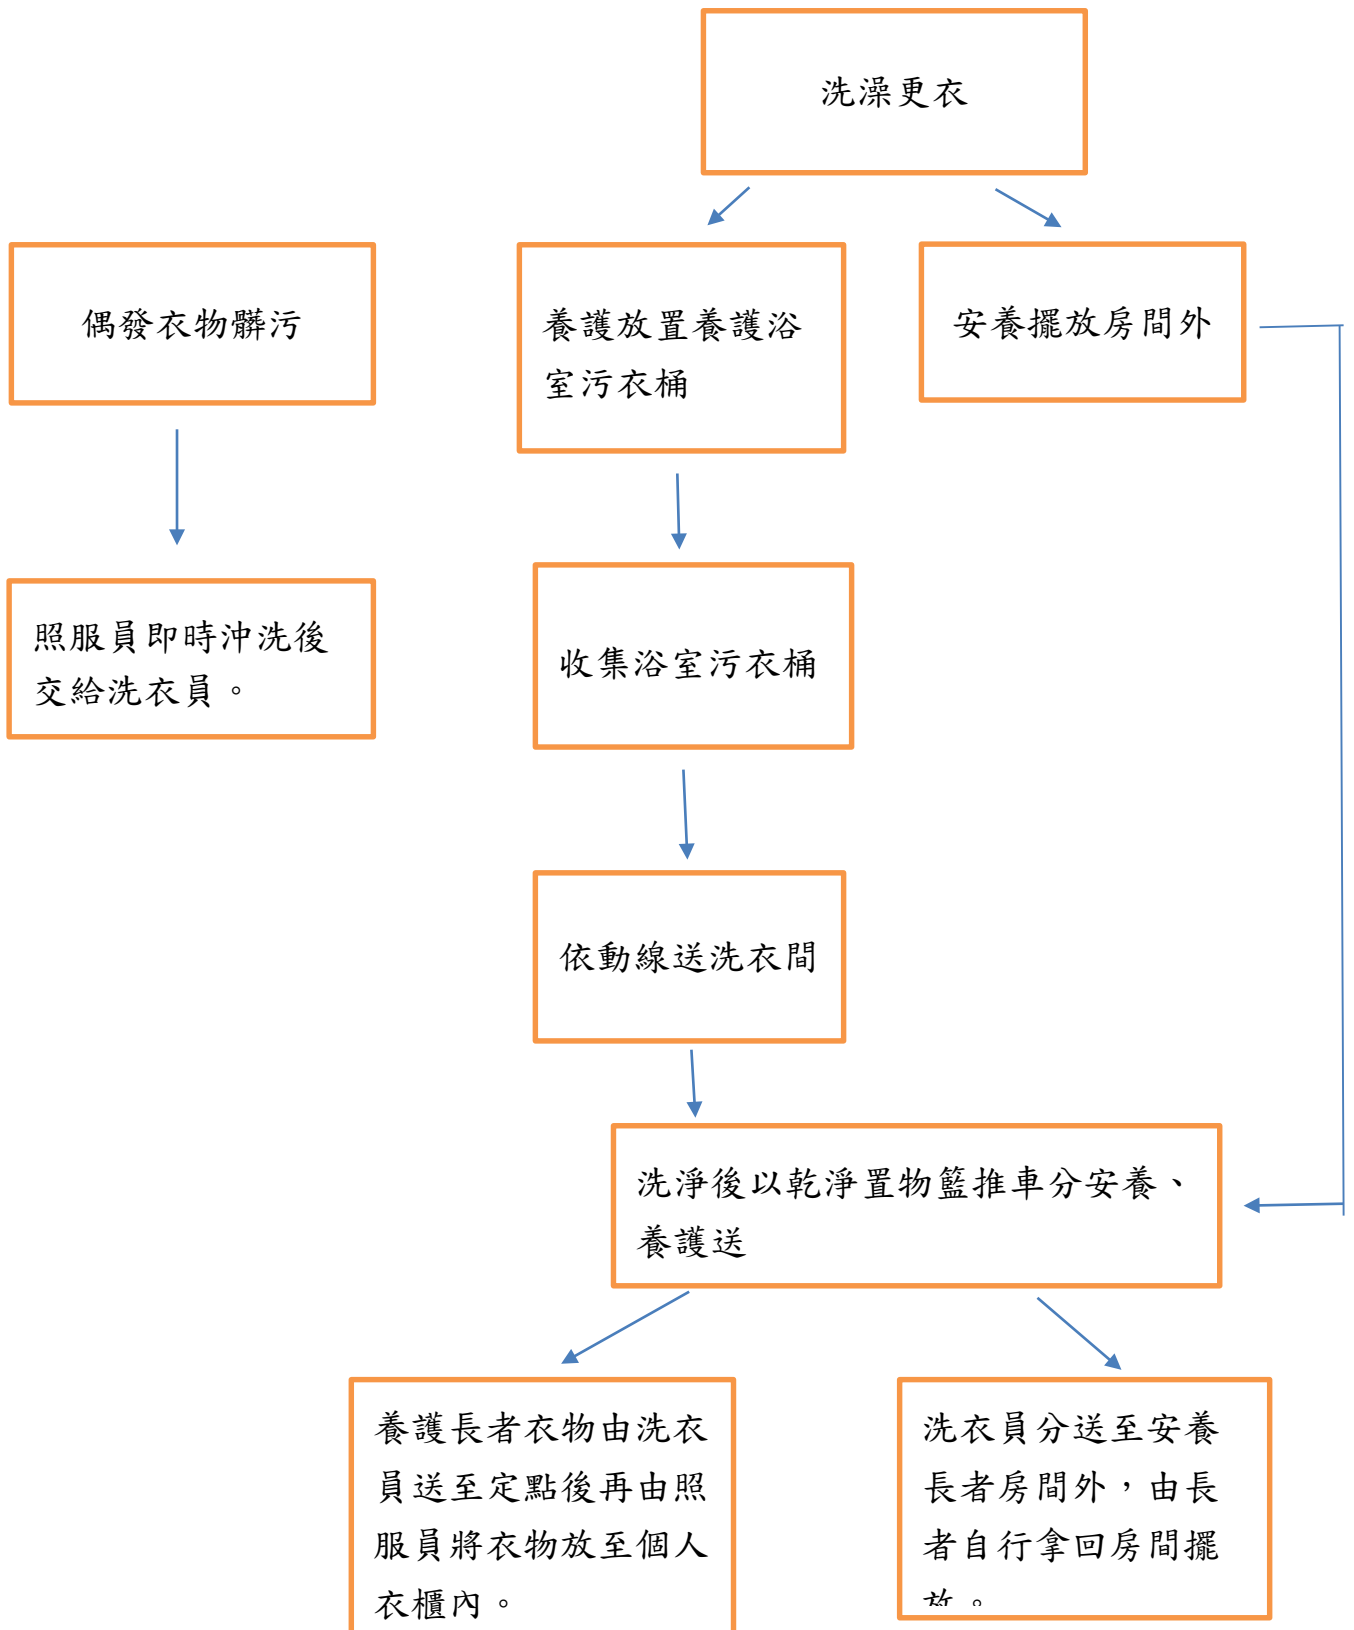 洗澡更衣
偶發衣物髒污
養護放置養護浴
室污衣桶
安養擺放房間外
照服員即時沖洗後
交給洗衣員。
收集浴室污衣桶
依動線送洗衣間
洗淨後以乾淨置物籃推車分安養、
養護送
養護長者衣物由洗衣
員送至定點後再由照
服員將衣物放至個人
衣櫃內。
洗衣員分送至安養
長者房間外，由長
者自行拿回房間擺
放。